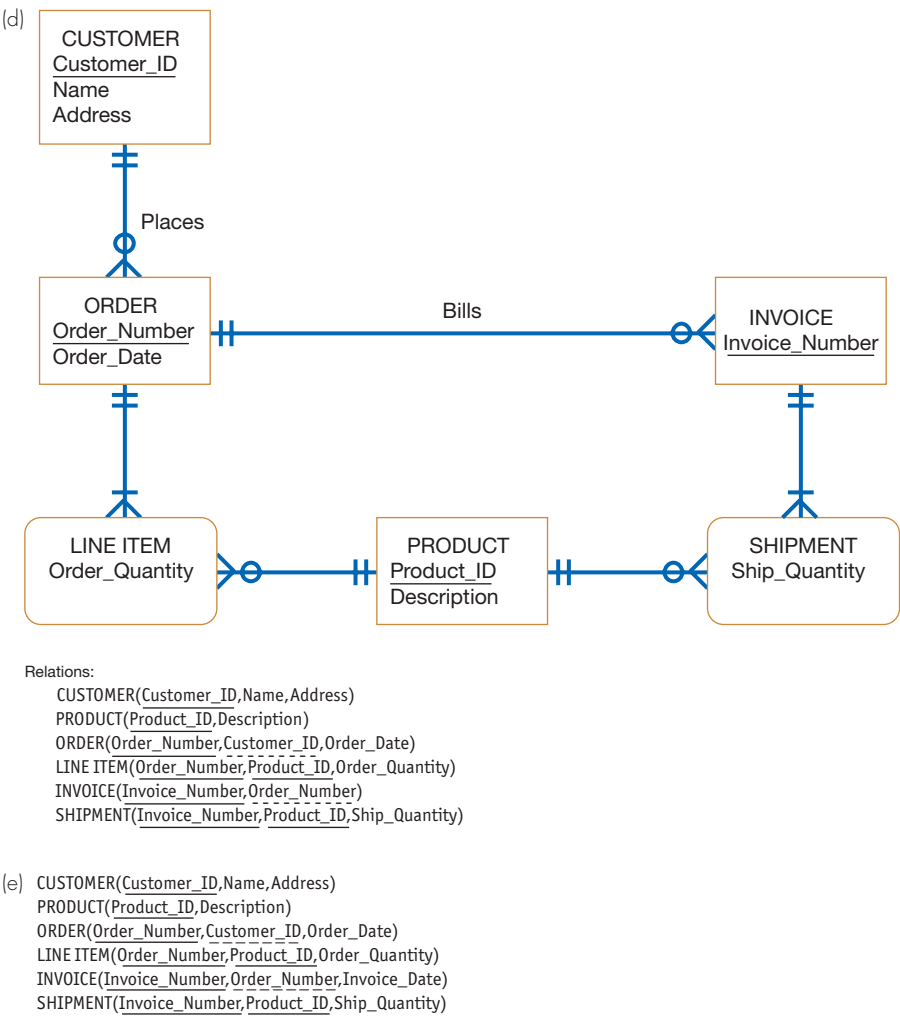 (d)
CUSTOMER
Customer_ID
Name
Address
Places
ORDER
Order_Number
Order_Date
Bills
INVOICE
Invoice_Number
LINE ITEM
Order_Quantity
PRODUCT
Product_ID
Description
SHIPMENT
Ship_Quantity
Relations:
CUSTOMER(Customer_ID,Name,Address)
PRODUCT(Product_ID,Description)
ORDER(Order_Number,Customer_ID,Order_Date)
LINE ITEM(Order_Number,Product_ID,Order_Quantity)
INVOICE(Invoice_Number,Order_Number)
SHIPMENT(Invoice_Number,Product_ID,Ship_Quantity)
(e) CUSTOMER(Customer_ID,Name,Address)
PRODUCT(Product_ID,Description)
ORDER(Order_Number,Customer_ID,Order_Date)
LINE ITEM(Order_Number,Product_ID,Order_Quantity)
INVOICE(Invoice_Number,Order_Number,Invoice_Date)
SHIPMENT(Invoice_Number,Product_ID,Ship_Quantity)